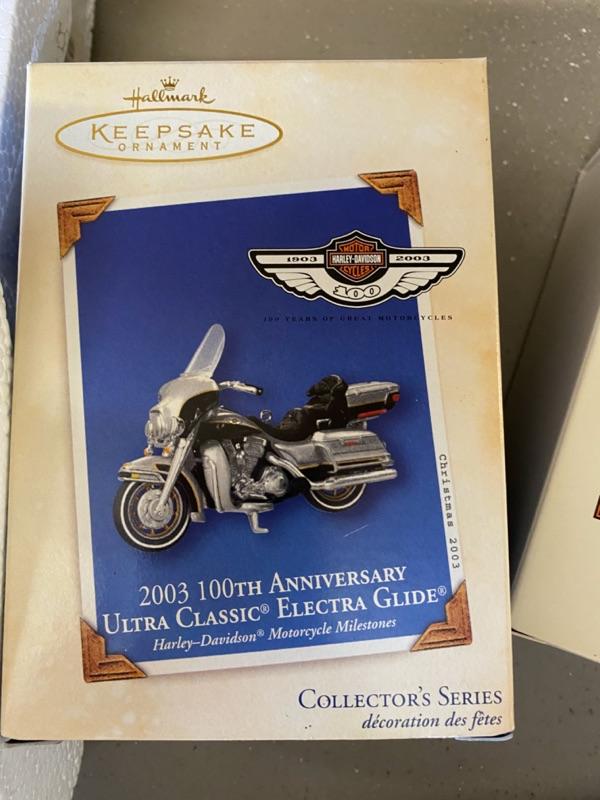 Hallmark
KEEPSAKE
ORNAMENT
MOTOR
1903 HARLEY-DAVIDSON 2003
CYCLES
100 YEARS OF GREAT MOTORCYCLES
Christmas 2003
2003 100TH ANNIVERSARY
ULTRA CLASSIC® ELECTRA GLIDE®
Harley-Davidson® Motorcycle Milestones
COLLECTOR'S SERIES
décoration des fêtes